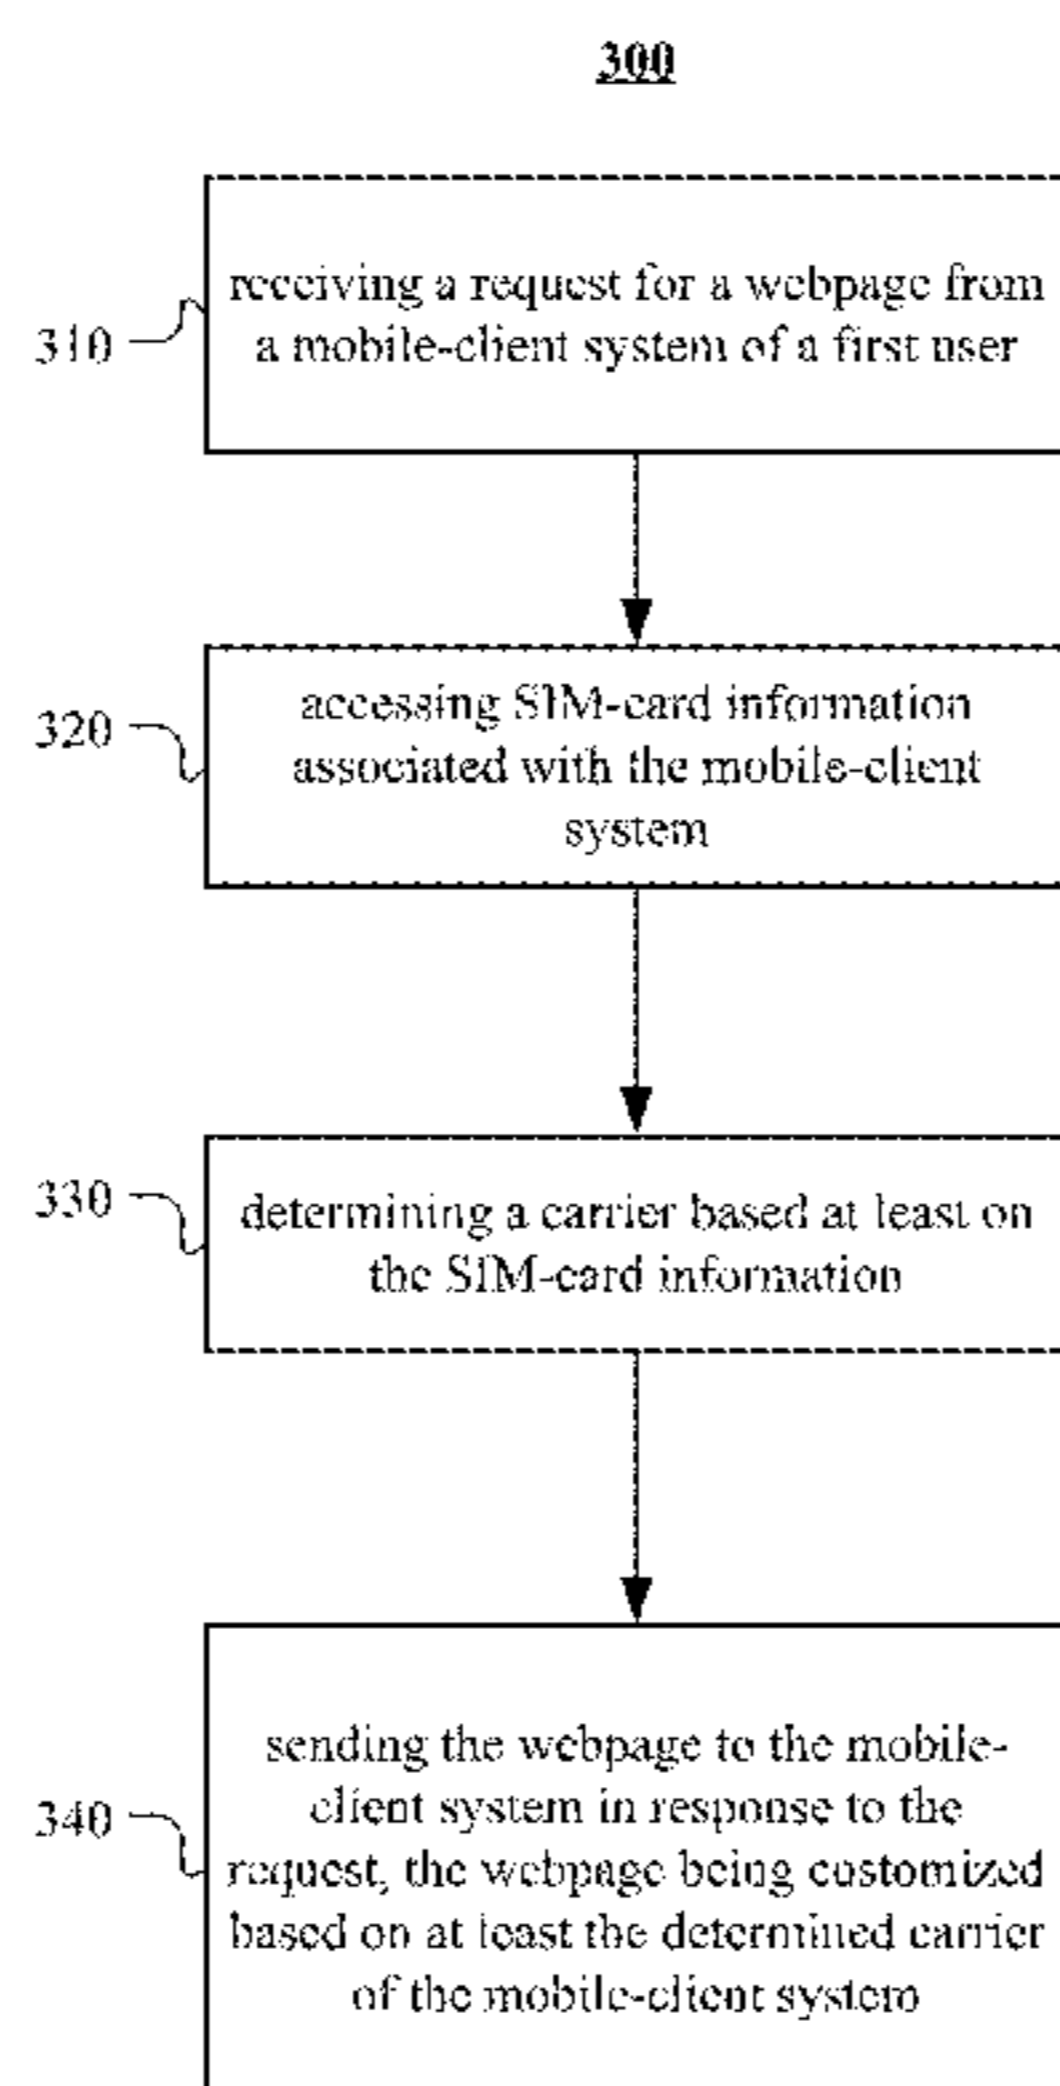 300
receiving a request for a webpage from
a mobile-client system of a first user
310
accessing SIM-card information
associated with the mobile-client
system
320
determining a carrier based at least on
the SIM-card information
330
sending the webpage to the mobile-
client system in response to the
request, the webpage being customized
based on at least the determined carrier
of the mobile-client system
340